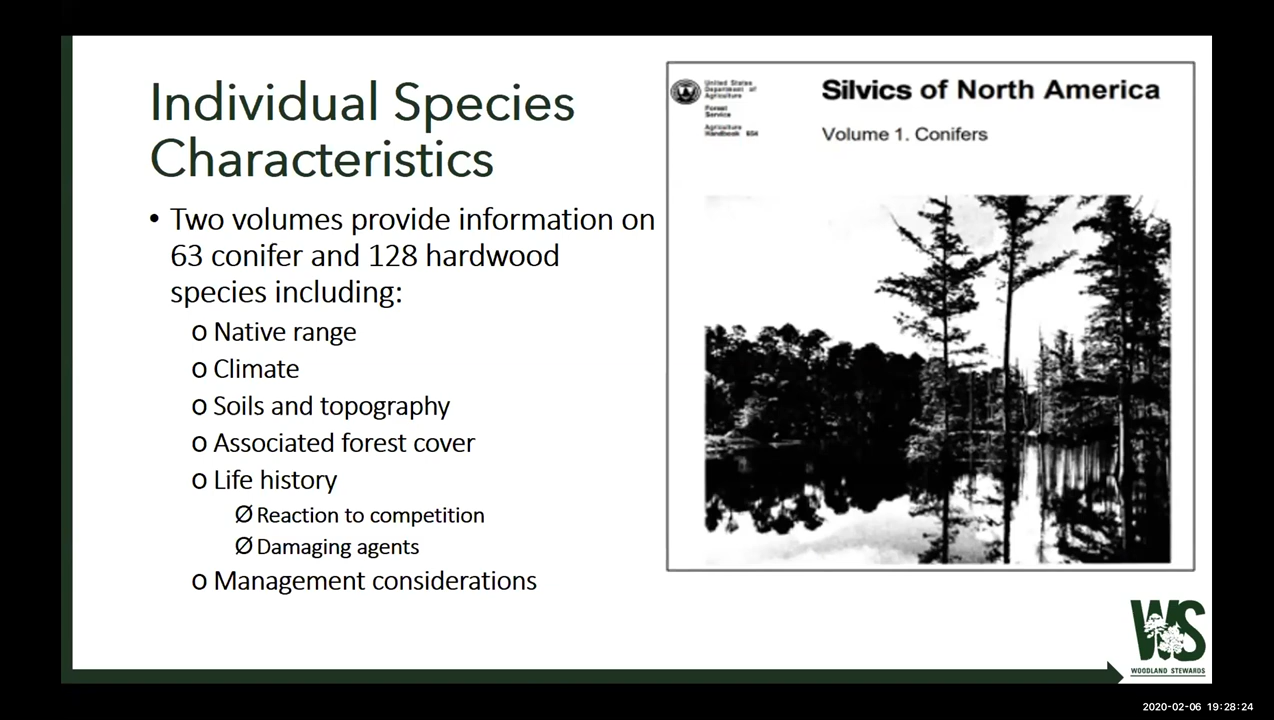 Individual Species
Characteristics
• Two volumes provide information on
63 conifer and 128 hardwood
species including:
o Native range
o Climate
o Soils and topography
o Associated forest cover
o Life history
Ø Reaction to competition
Ø Damaging agents
o Management considerations
United States
Department of
Agriculture
Forest
Service
Agriculture
Handbook 654
Silvics of North America
Volume 1. Conifers
WS
WOODLAND STEWARDS
2020-02-06 19:28:24